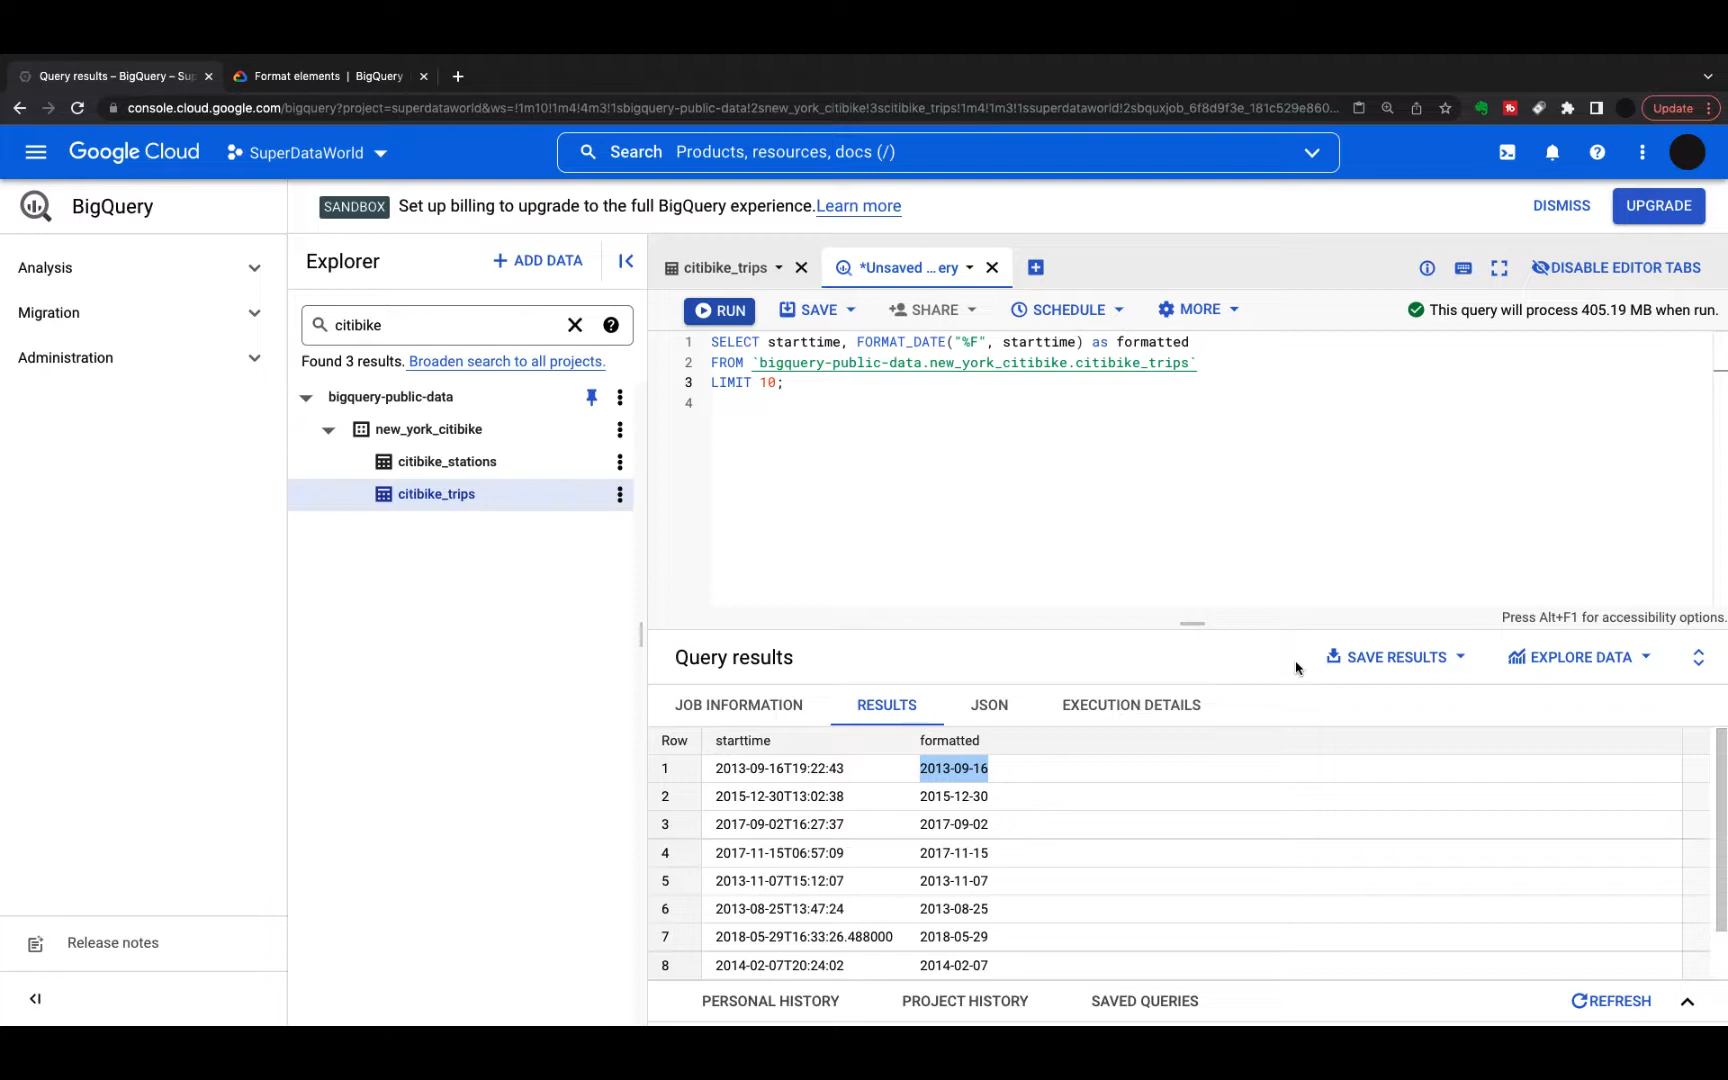 Query results – BigQuery – Su
Format elements | BigQuery
console.cloud.google.com/bigquery?project=superdataworld&ws=!1m10!1m4!4m3!1sbigquery-public-data!2snew_york_citibike!3scitibike_trips!1m4!1m3!1ssuperdataworld!2sbquxjob_6f8d9f3e_181c529e860...
Update
Google Cloud
SuperDataWorld
Search Products, resources, docs (/)
BigQuery
SANDBOX
Set up billing to upgrade to the full BigQuery experience. Learn more
DISMISS
UPGRADE
Analysis
Migration
Administration
Release notes
Explorer
+ ADD DATA
citibike
Found 3 results. Broaden search to all projects.
bigquery-public-data
new_york_citibike
citibike_stations
citibike_trips
citibike_trips
*Unsaved ...ery
DISABLE EDITOR TABS
RUN
SAVE
SHARE
SCHEDULE
MORE
This query will process 405.19 MB when run.
1 SELECT starttime, FORMAT_DATE("%F", starttime) as formatted
2 FROM `bigquery-public-data.new_york_citibike.citibike_trips`
3 LIMIT 10;
4
Press Alt+F1 for accessibility options.
Query results
SAVE RESULTS
EXPLORE DATA
JOB INFORMATION
RESULTS
JSON
EXECUTION DETAILS
Row starttime formatted
1 2013-09-16T19:22:43 2013-09-16
2 2015-12-30T13:02:38 2015-12-30
3 2017-09-02T16:27:37 2017-09-02
4 2017-11-15T06:57:09 2017-11-15
5 2013-11-07T15:12:07 2013-11-07
6 2013-08-25T13:47:24 2013-08-25
7 2018-05-29T16:33:26.488000 2018-05-29
8 2014-02-07T20:24:02 2014-02-07
PERSONAL HISTORY
PROJECT HISTORY
SAVED QUERIES
REFRESH